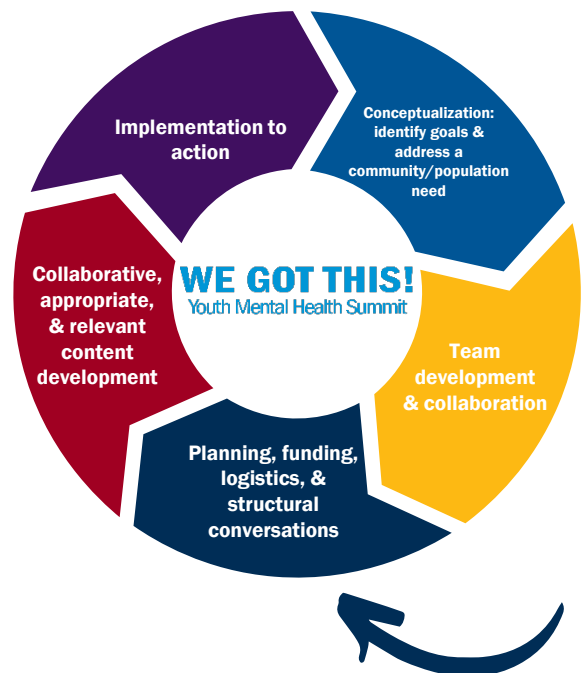 Implementation to
action
Conceptualization:
identify goals &
address a
community/population
need
Collaborative,
appropriate,
& relevant
content
development
WE GOT THIS!
Youth Mental Health Summit
Team
development
& collaboration
Planning, funding,
logistics, &
structural
conversations